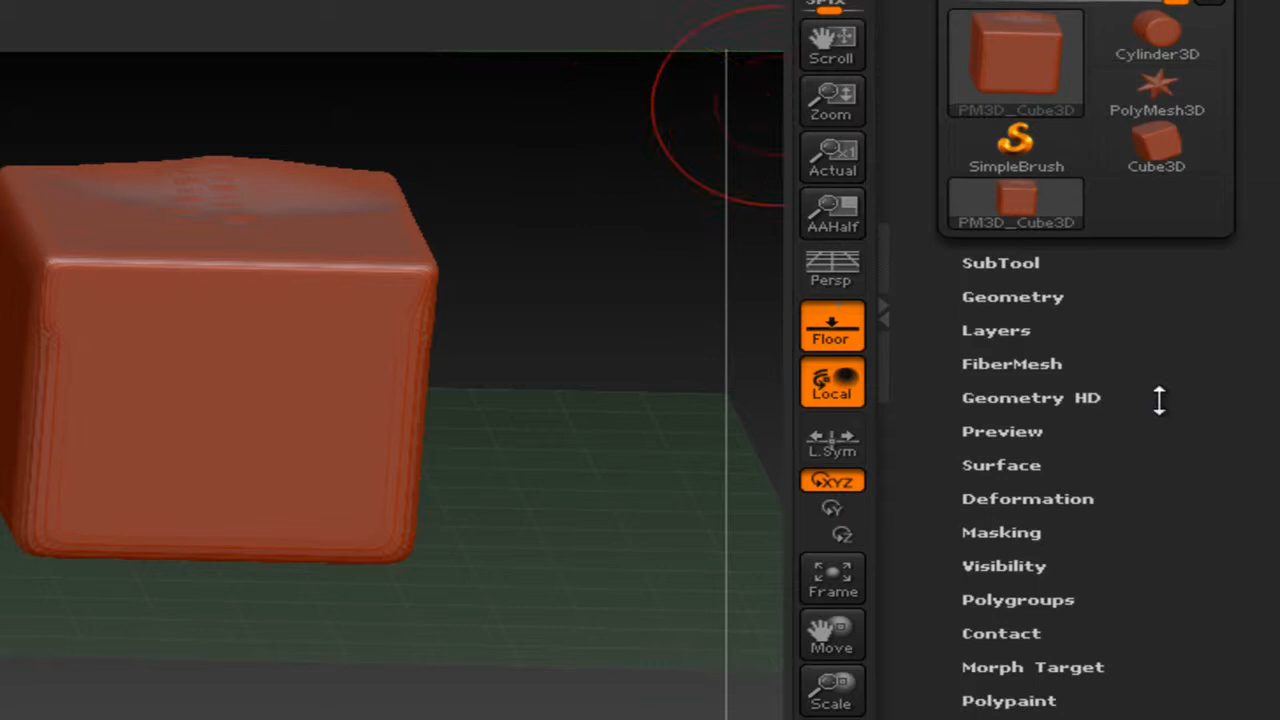 SPix
Scroll
Zoom
Actual
AAHalf
Persp
Floor
Local
L.Sym
XYZ
Y
Z
Frame
Move
Scale
PM3D_Cube3D
Cylinder3D
PolyMesh3D
SimpleBrush
Cube3D
PM3D_Cube3D
SubTool
Geometry
Layers
FiberMesh
Geometry HD
Preview
Surface
Deformation
Masking
Visibility
Polygroups
Contact
Morph Target
Polypaint